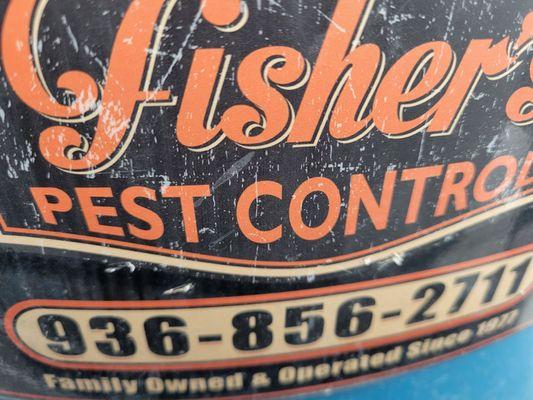 Fisher's
PEST CONTROL
936-856-2711
Family Owned & Operated Since